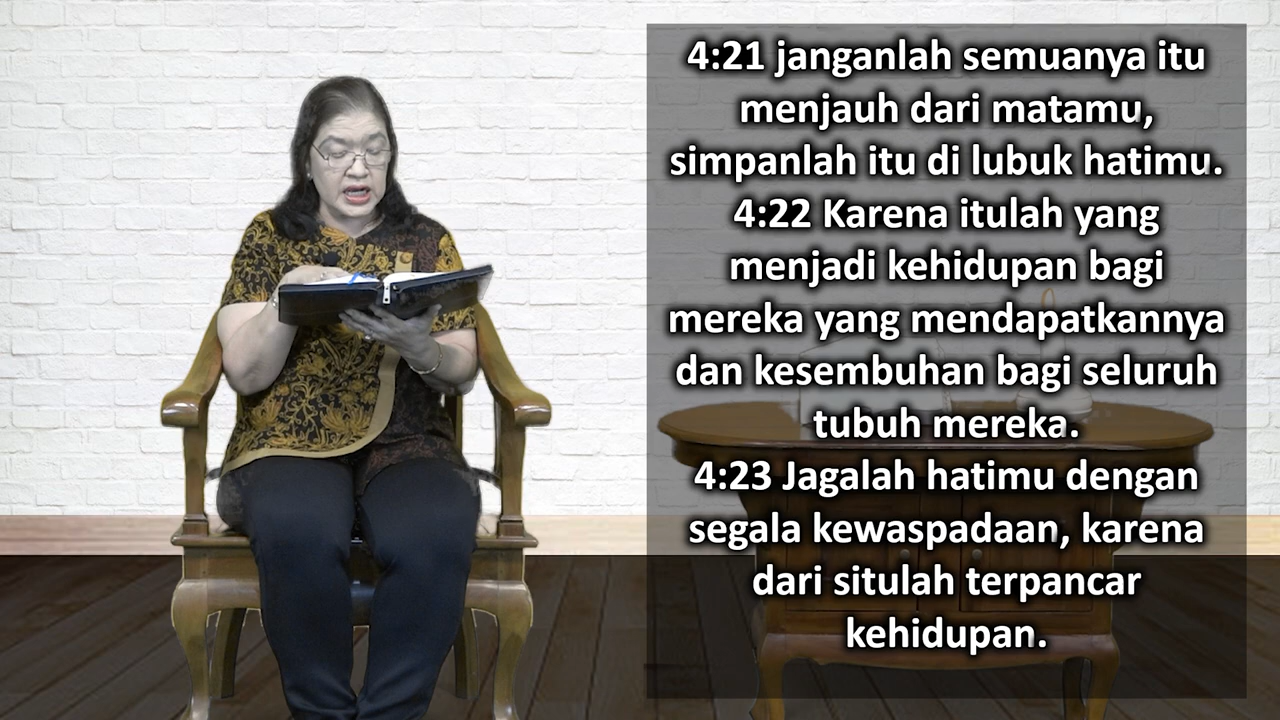 4:21 janganlah semuanya itu
menjauh dari matamu,
simpanlah itu di lubuk hatimu.
4:22 Karena itulah yang
menjadi kehidupan bagi
mereka yang mendapatkannya
dan kesembuhan bagi seluruh
tubuh mereka.
4:23 Jagalah hatimu dengan
segala kewaspadaan, karena
dari situlah terpancar
kehidupan.